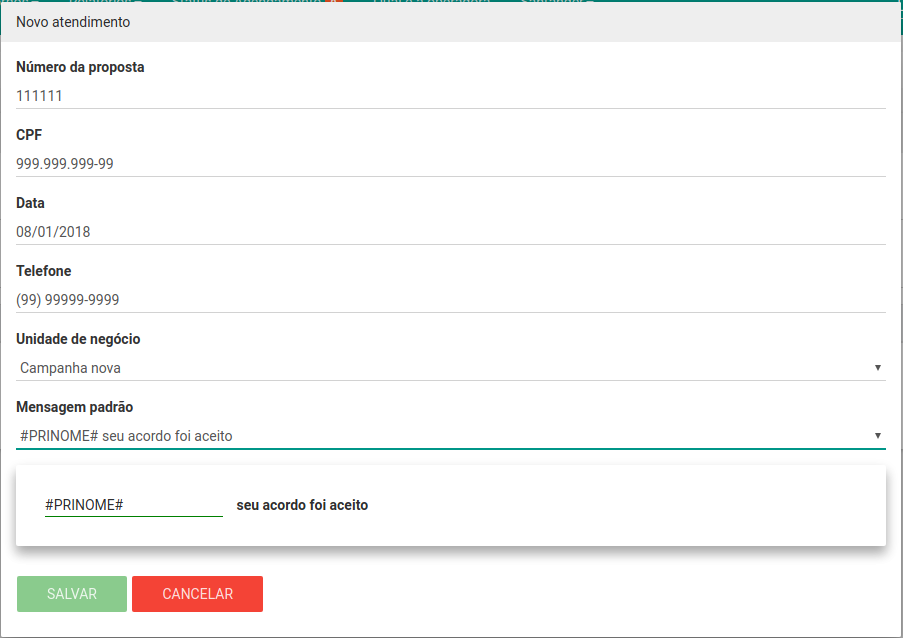 Novo atendimento
Número da proposta
111111
CPF
999.999.999-99
Data
08/01/2018
Telefone
(99) 99999-9999
Unidade de negócio
Campanha nova
Mensagem padrão
#PRINOME# seu acordo foi aceito
#PRINOME# seu acordo foi aceito
SALVAR CANCELAR